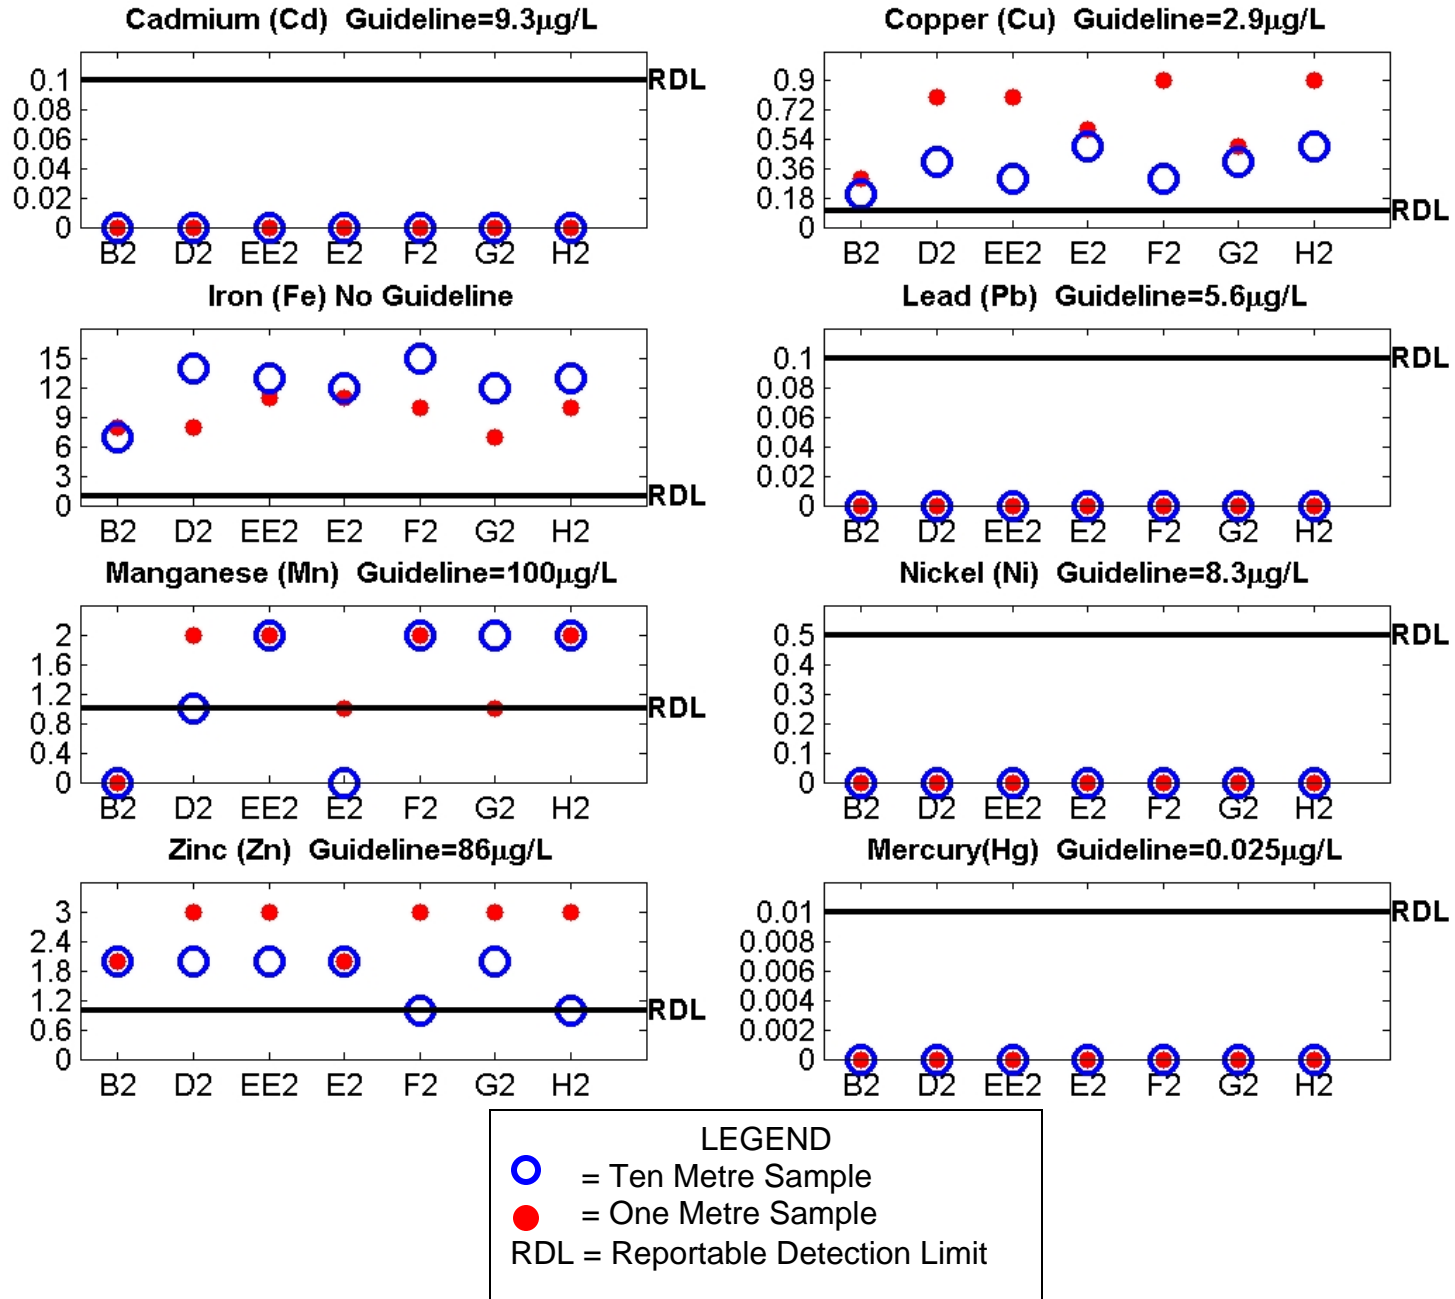 Cadmium (Cd) Guideline=9.3μg/L
0.1
0.08
0.06
0.04
0.02
0
RDL
B2 D2 EE2 E2 F2 G2 H2
Copper (Cu) Guideline=2.9μg/L
0.9
0.72
0.54
0.36
0.18
0
RDL
B2 D2 EE2 E2 F2 G2 H2
Iron (Fe) No Guideline
15
12
9
6
3
0
RDL
B2 D2 EE2 E2 F2 G2 H2
Lead (Pb) Guideline=5.6μg/L
0.1
0.08
0.06
0.04
0.02
0
RDL
B2 D2 EE2 E2 F2 G2 H2
Manganese (Mn) Guideline=100μg/L
2
1.6
1.2
0.8
0.4
0
RDL
B2 D2 EE2 E2 F2 G2 H2
Nickel (Ni) Guideline=8.3μg/L
0.5
0.4
0.3
0.2
0.1
0
RDL
B2 D2 EE2 E2 F2 G2 H2
Zinc (Zn) Guideline=86μg/L
3
2.4
1.8
1.2
0.6
0
RDL
B2 D2 EE2 E2 F2 G2 H2
Mercury(Hg) Guideline=0.025μg/L
0.01
0.008
0.006
0.004
0.002
0
RDL
B2 D2 EE2 E2 F2 G2 H2
LEGEND
= Ten Metre Sample
= One Metre Sample
RDL = Reportable Detection Limit